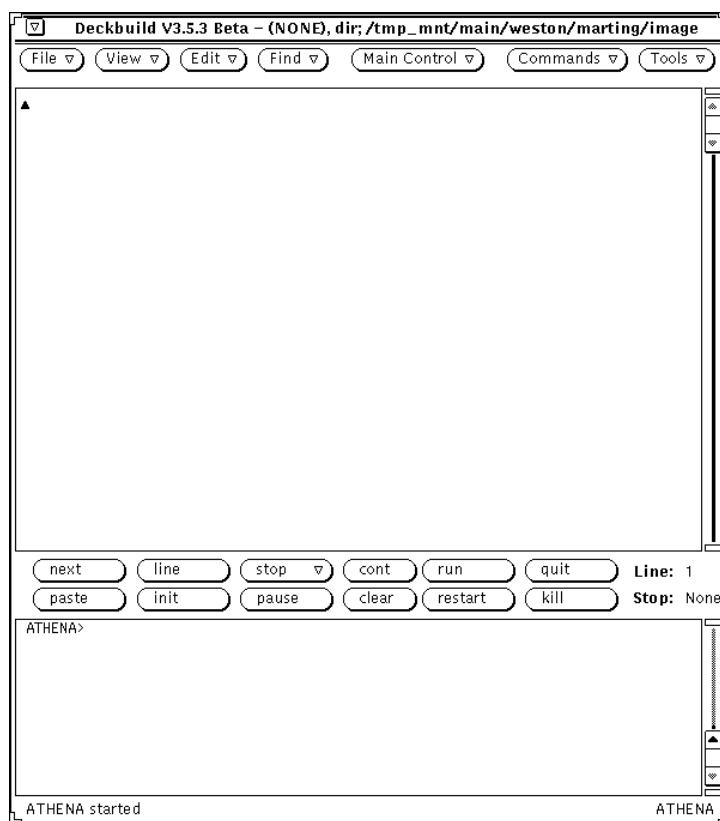 Deckbuild V3.5.3 Beta – (NONE), dir; /tmp_mnt/main/weston/marting/image
File View Edit Find Main Control Commands Tools
next line stop cont run quit Line: 1
paste init pause clear restart kill Stop: None
ATHENA>
ATHENA started ATHENA